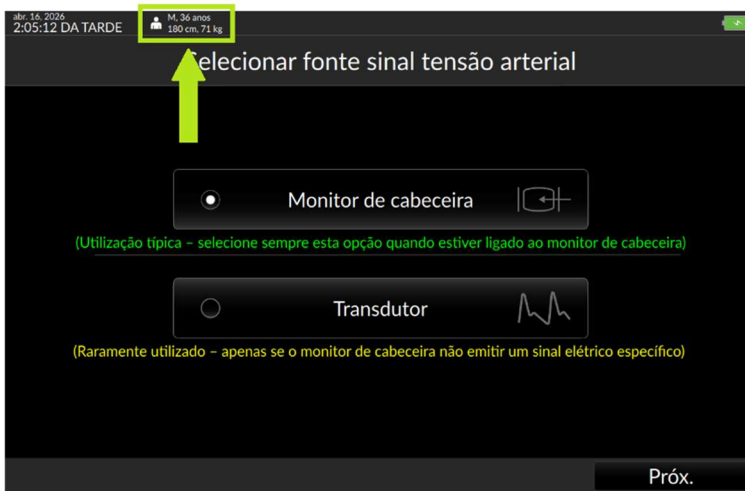 abr. 16, 2026
2:05:12 DA TARDE
M, 36 anos
180 cm, 71 kg
Selecionar fonte sinal tensão arterial
Monitor de cabeceira
(Utilização típica – selecione sempre esta opção quando estiver ligado ao monitor de cabeceira)
Transdutor
(Raramente utilizado – apenas se o monitor de cabeceira não emitir um sinal elétrico específico)
Próx.